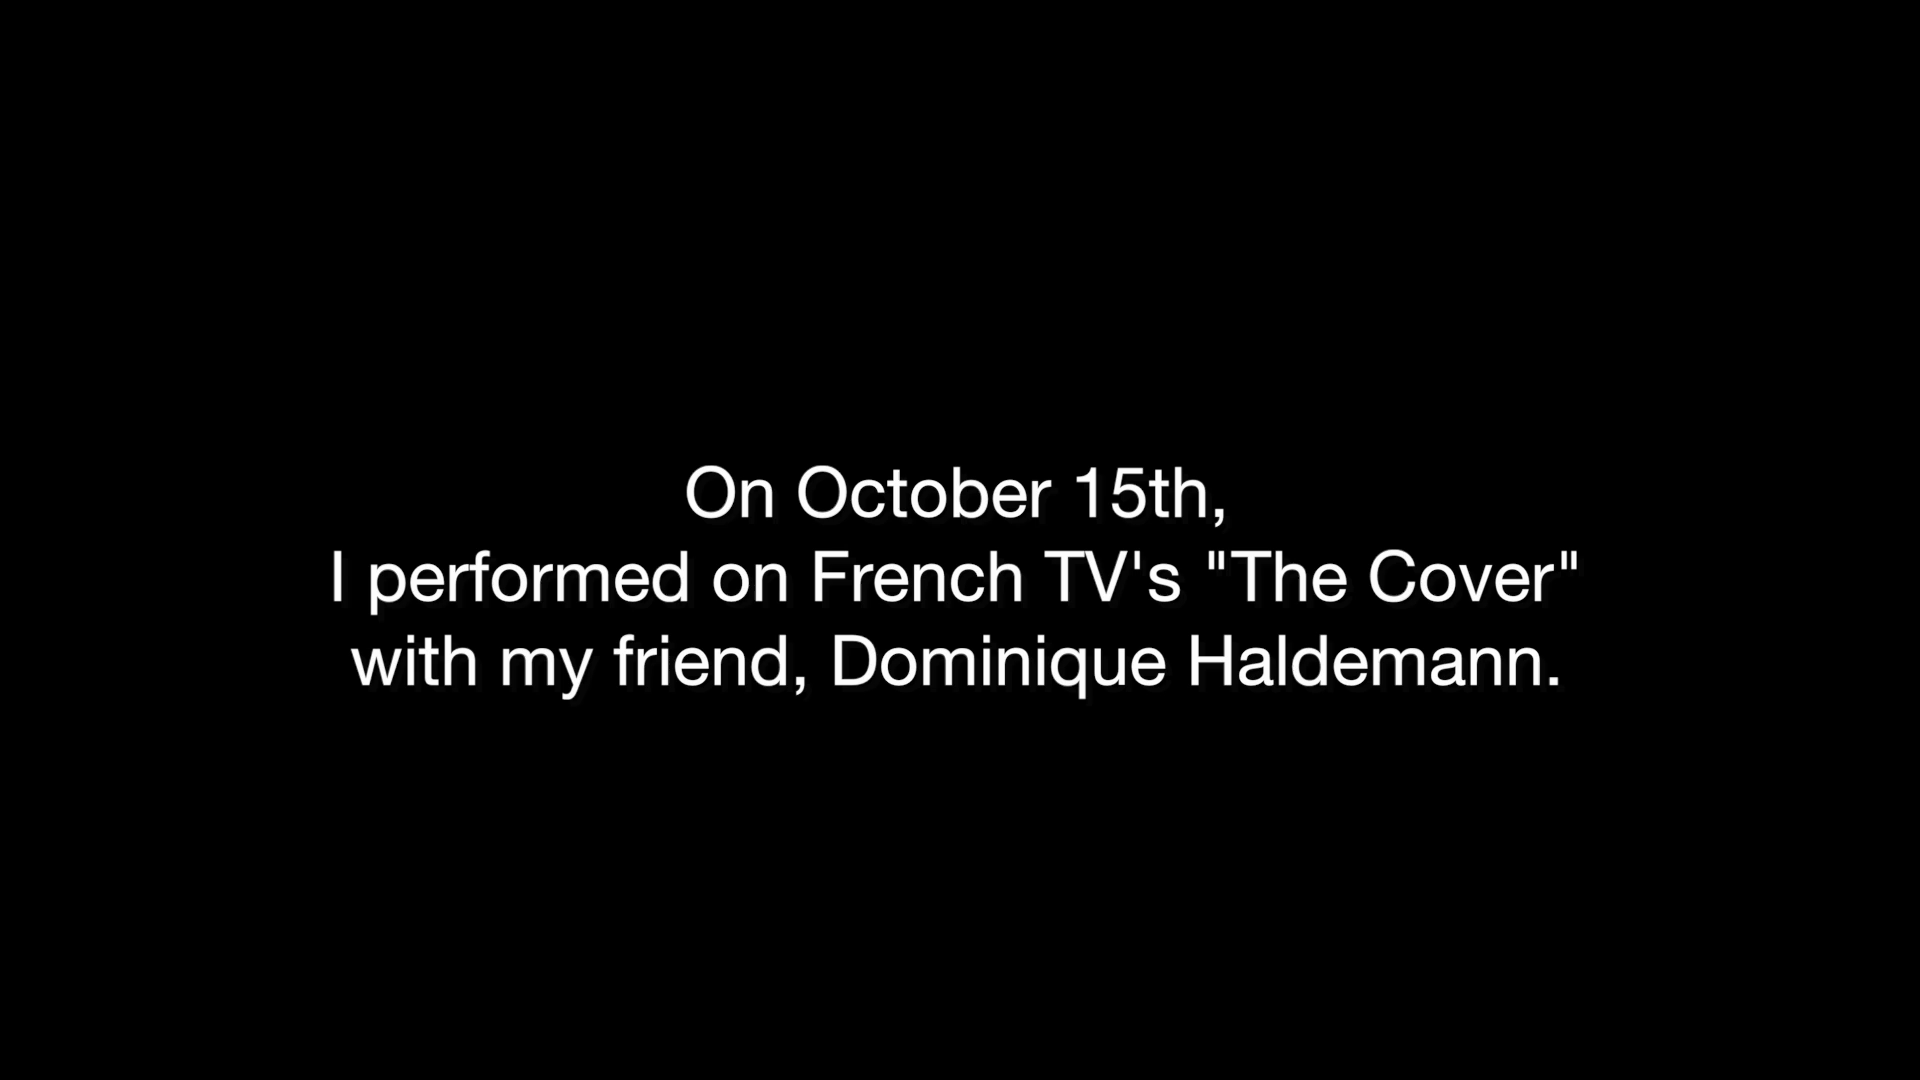 On October 15th,
I performed on French TV's "The Cover"
with my friend, Dominique Haldemann.